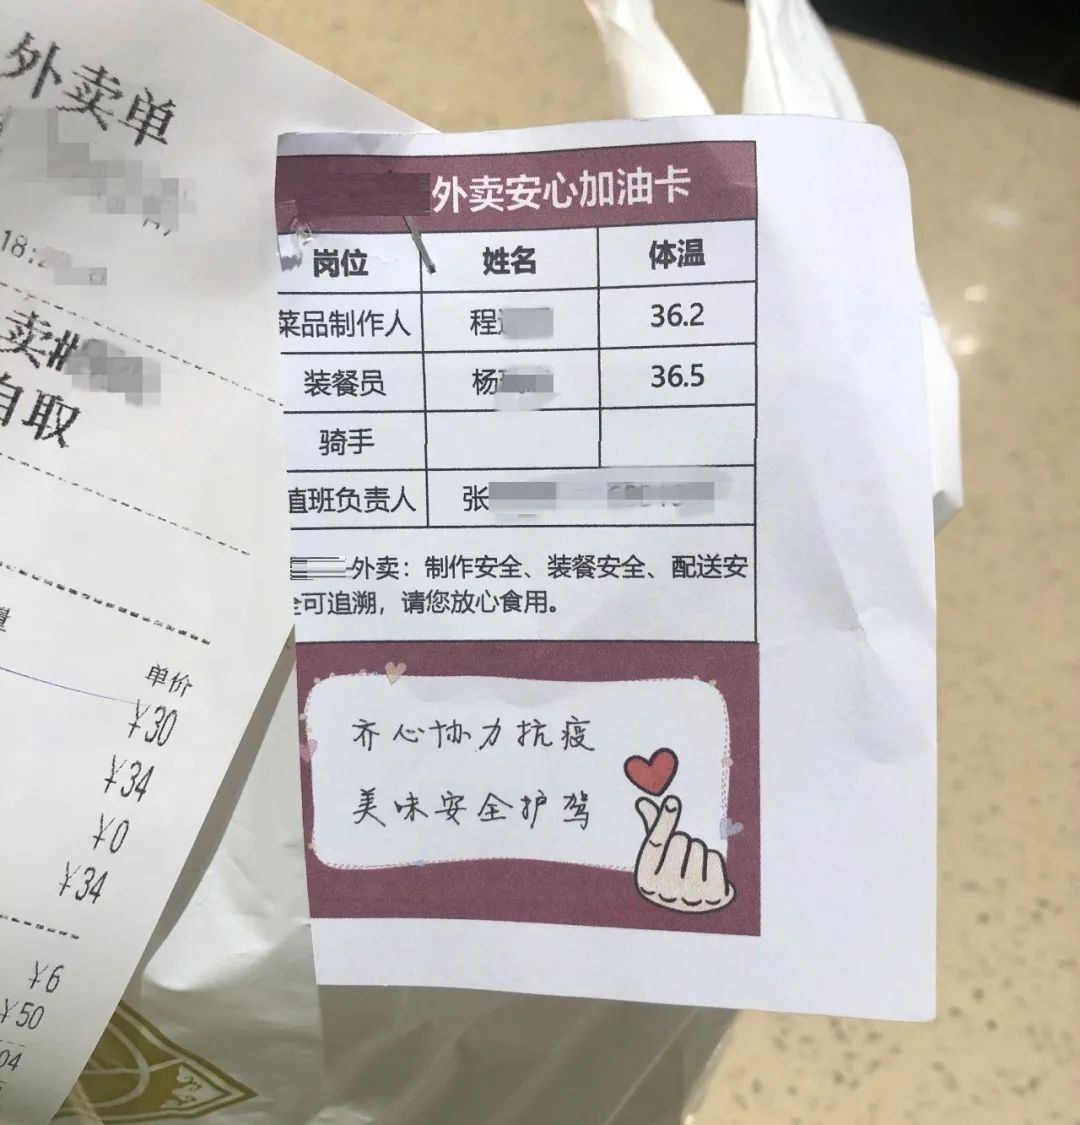 外卖单
18:
卖#
自取
量
单价
¥30
¥34
¥0
¥34
¥6
¥50
04
外卖安心加油卡
岗位 姓名 体温
菜品制作人 程 36.2
装餐员 杨 36.5
骑手
值班负责人 张
外卖：制作安全、装餐安全、配送安
全可追溯，请您放心食用。
齐心协力抗疫
美味安全护驾